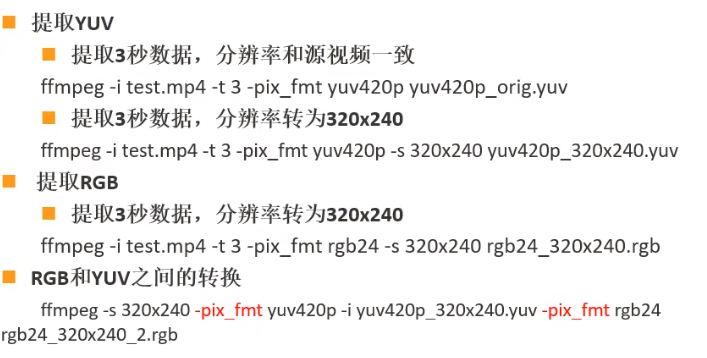 提取YUV
提取3秒数据，分辨率和源视频一致
ffmpeg -i test.mp4 -t 3 -pix_fmt yuv420p yuv420p_orig.yuv
提取3秒数据，分辨率转为320x240
ffmpeg -i test.mp4 -t 3 -pix_fmt yuv420p -s 320x240 yuv420p_320x240.yuv
提取RGB
提取3秒数据，分辨率转为320x240
ffmpeg -i test.mp4 -t 3 -pix_fmt rgb24 -s 320x240 rgb24_320x240.rgb
RGB和YUV之间的转换
ffmpeg -s 320x240 -pix_fmt yuv420p -i yuv420p_320x240.yuv -pix_fmt rgb24
rgb24_320x240_2.rgb